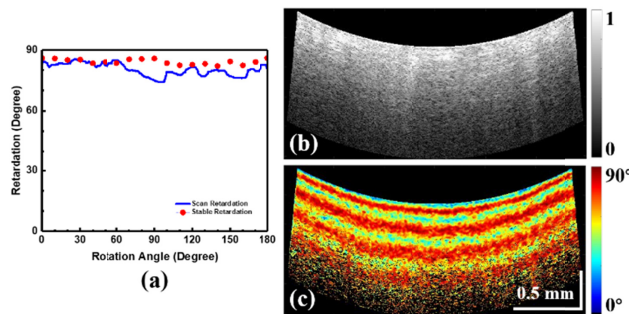 90
60
30
0
0 30 60 90 120 150 180
Retardation (Degree)
Rotation Angle (Degree)
Scan Retardation
Stable Retardation
(a)
1
0
(b)
90°
0°
(c)
0.5 mm